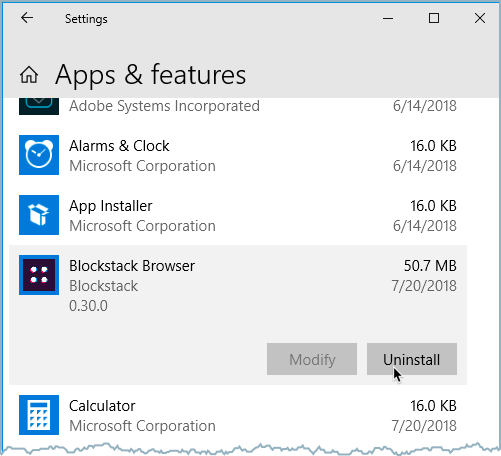 Settings
Apps & features
Adobe Systems Incorporated 6/14/2018
Alarms & Clock 16.0 KB
Microsoft Corporation 6/14/2018
App Installer 16.0 KB
Microsoft Corporation 6/14/2018
Blockstack Browser 50.7 MB
Blockstack 7/20/2018
0.30.0
Modify Uninstall
Calculator 16.0 KB
Microsoft Corporation 7/20/2018